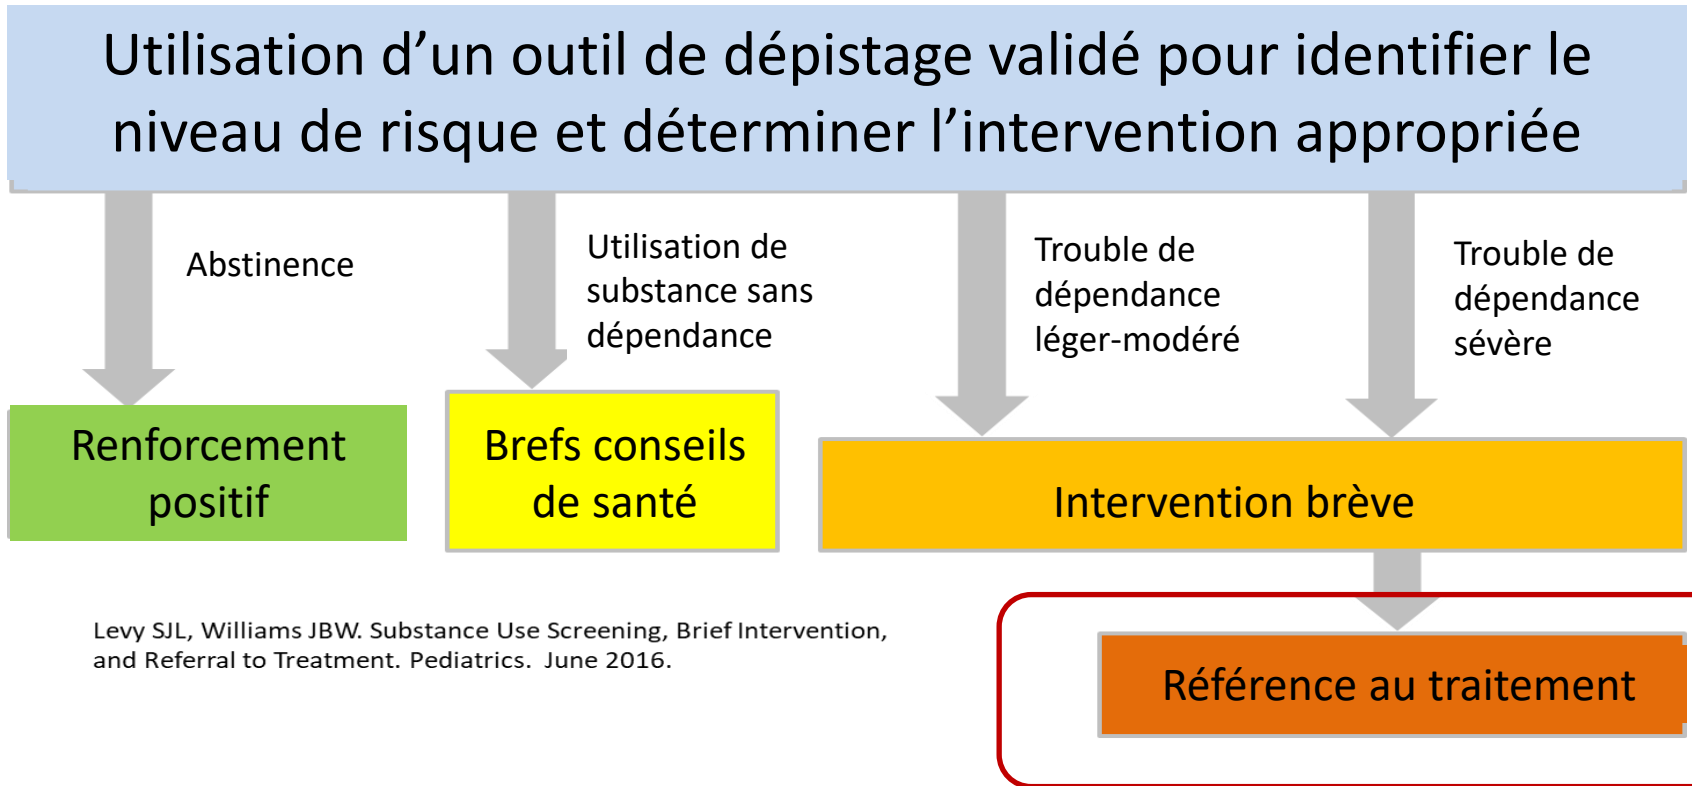 Utilisation d’un outil de dépistage validé pour identifier le
niveau de risque et déterminer l’intervention appropriée
Abstinence
Utilisation de
substance sans
dépendance
Trouble de
dépendance
léger-modéré
Trouble de
dépendance
sévère
Renforcement
positif
Brefs conseils
de santé
Intervention brève
Levy SJL, Williams JBW. Substance Use Screening, Brief Intervention,
and Referral to Treatment. Pediatrics. June 2016.
Référence au traitement